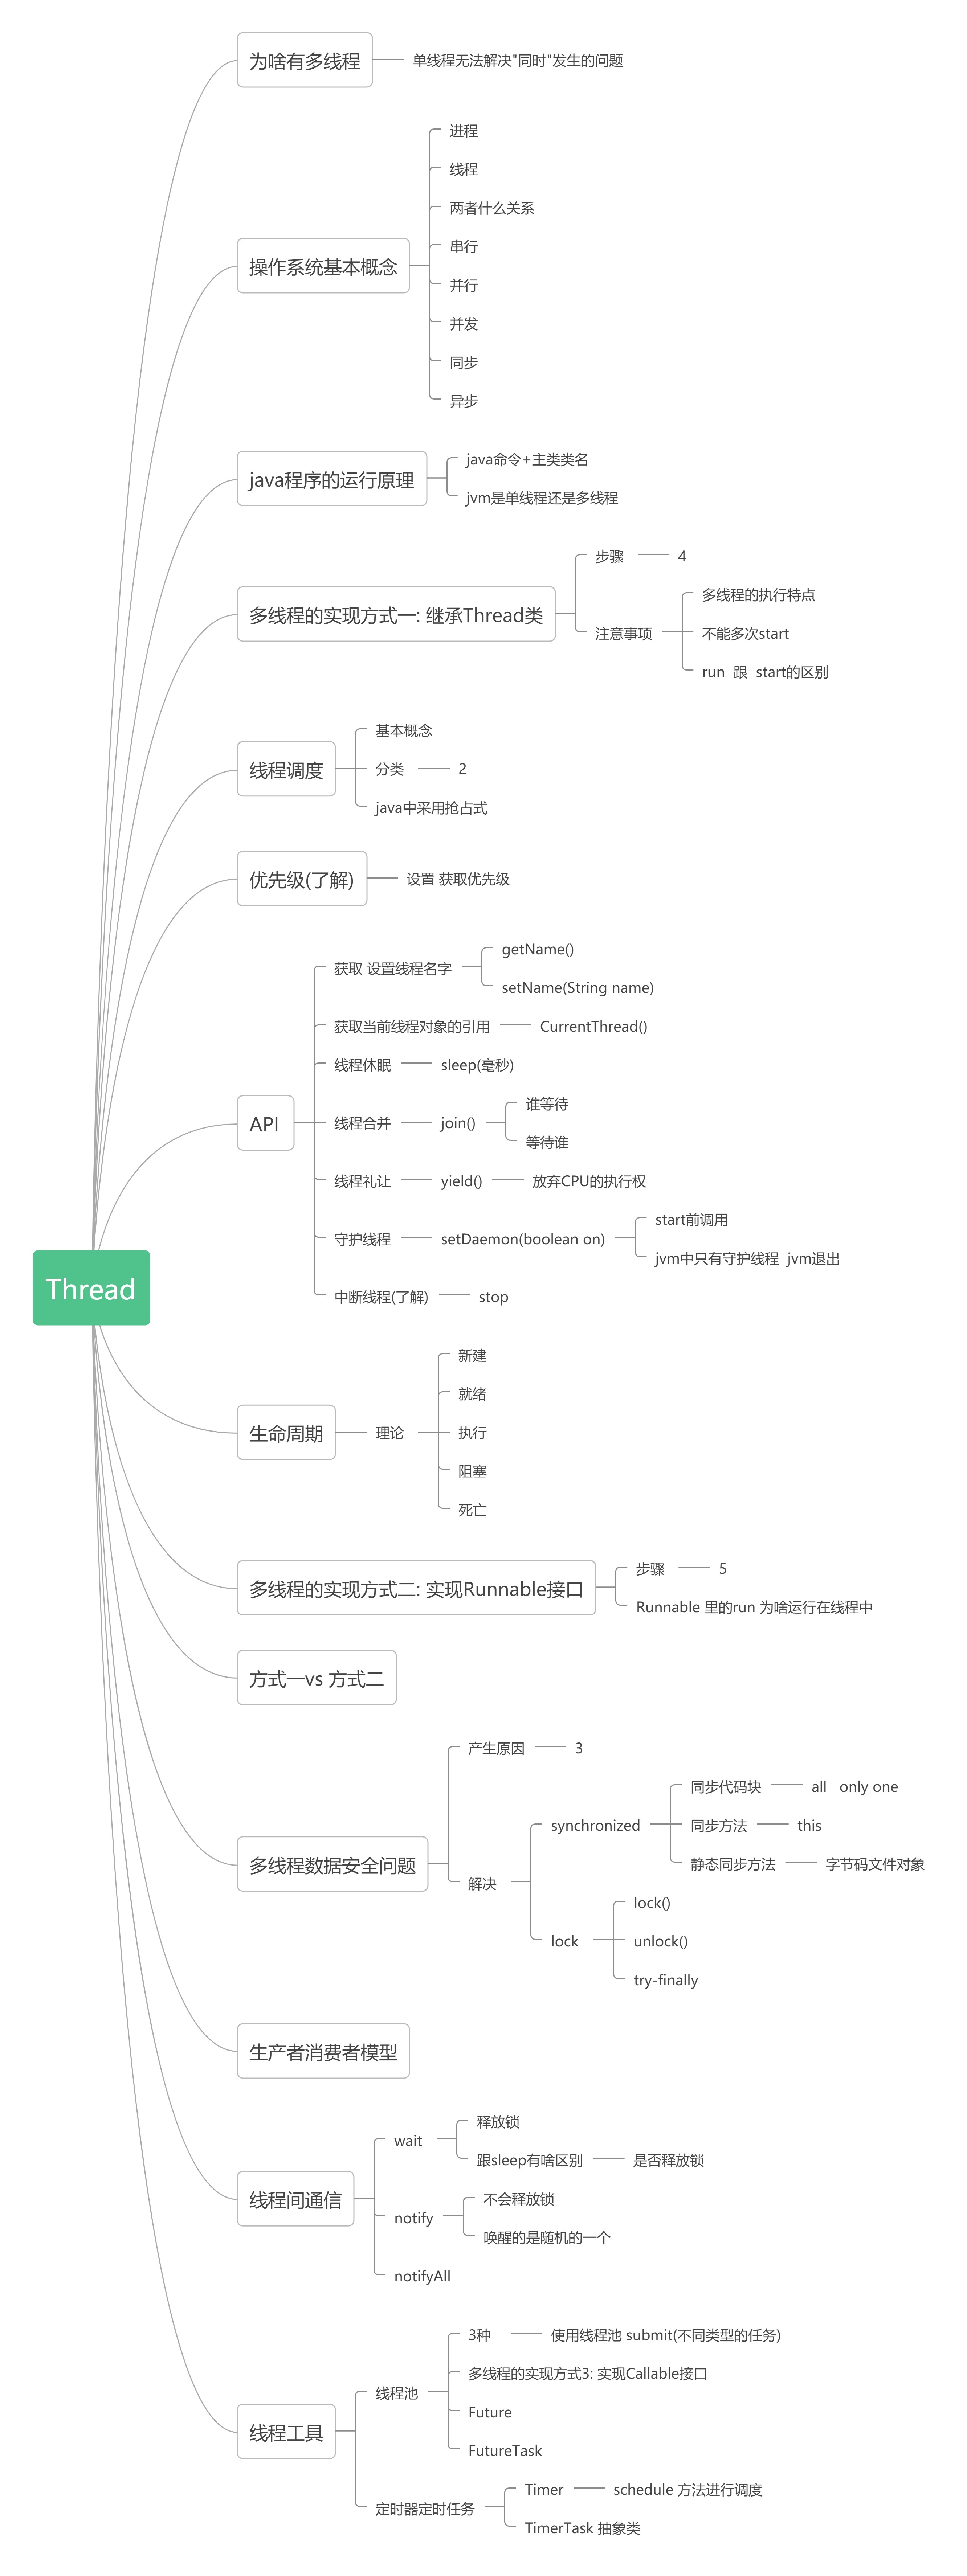 为啥有多线程
单线程无法解决"同时"发生的问题
操作系统基本概念
进程
线程
两者什么关系
串行
并行
并发
同步
异步
java程序的运行原理
java命令+主类类名
jvm是单线程还是多线程
多线程的实现方式一: 继承Thread类
步骤
4
注意事项
多线程的执行特点
不能多次start
run 跟 start的区别
线程调度
基本概念
分类
2
java中采用抢占式
优先级(了解)
设置 获取优先级
API
获取 设置线程名字
getName()
setName(String name)
获取当前线程对象的引用
CurrentThread()
线程休眠
sleep(毫秒)
线程合并
join()
谁等待
等待谁
线程礼让
yield()
放弃CPU的执行权
守护线程
setDaemon(boolean on)
start前调用
jvm中只有守护线程 jvm退出
中断线程(了解)
stop
Thread
生命周期
理论
新建
就绪
执行
阻塞
死亡
多线程的实现方式二: 实现Runnable接口
步骤
5
Runnable 里的run 为啥运行在线程中
方式一vs 方式二
多线程数据安全问题
产生原因
3
解决
synchronized
同步代码块
all only one
同步方法
this
静态同步方法
字节码文件对象
lock
lock()
unlock()
try-finally
生产者消费者模型
线程间通信
wait
释放锁
跟sleep有啥区别
是否释放锁
notify
不会释放锁
唤醒的是随机的一个
notifyAll
线程工具
线程池
3种
使用线程池 submit(不同类型的任务)
多线程的实现方式3: 实现Callable接口
Future
FutureTask
定时器定时任务
Timer
schedule 方法进行调度
TimerTask 抽象类